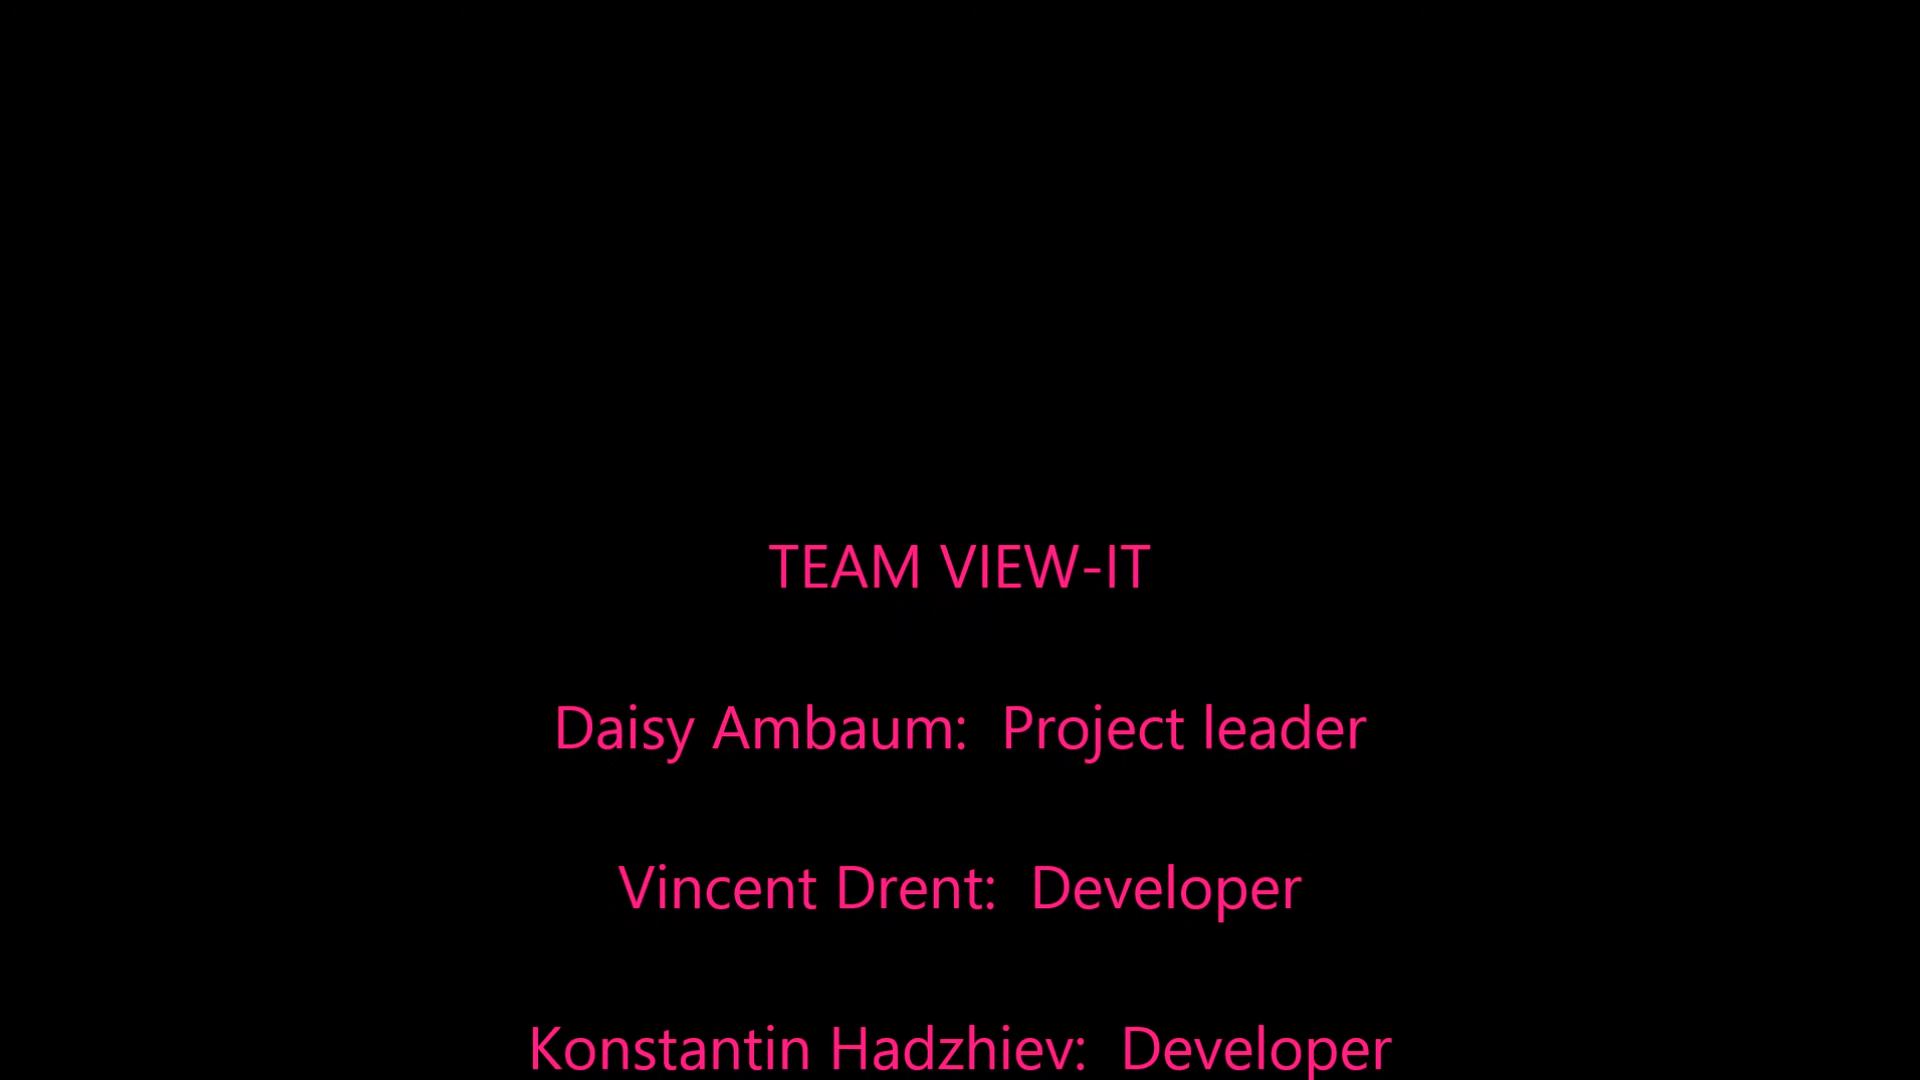 TEAM VIEW-IT
Daisy Ambaum:  Project leader
Vincent Drent:  Developer
Konstantin Hadzhiev:  Developer